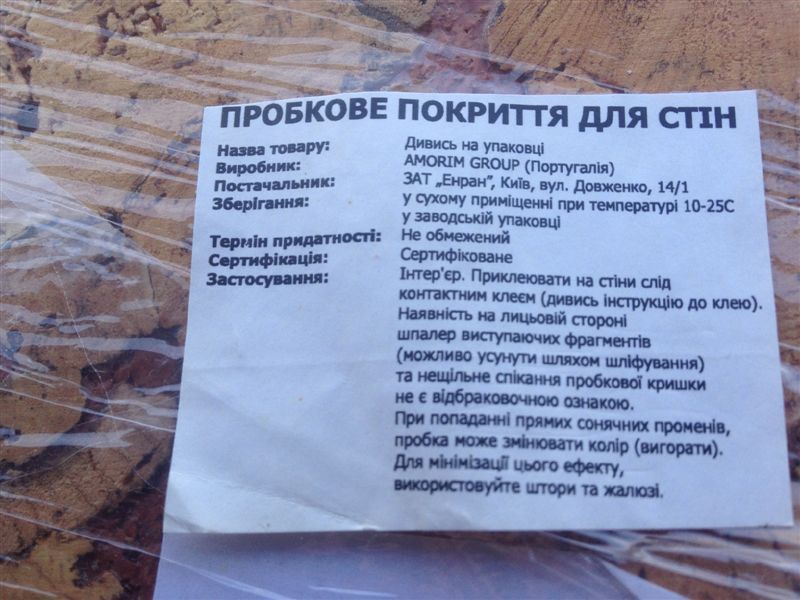 ПРОБКОВЕ ПОКРИТТЯ ДЛЯ СТІН
Назва товару: Дивись на упаковці
Виробник: AMORIM GROUP (Португалія)
Постачальник: ЗАТ „Енран”, Київ, вул. Довженко, 14/1
Зберігання: у сухому приміщенні при температурі 10-25С
у заводській упаковці
Термін придатності: Не обмежений
Сертифікація: Сертифіковане
Застосування: Інтер'єр. Приклеювати на стіни слід
контактним клеєм (дивись інструкцію до клею).
Наявність на лицьовій стороні
шпалер виступаючих фрагментів
(можливо усунути шляхом шліфування)
та нещільне спікання пробкової кришки
не є відбраковочною ознакою.
При попаданні прямих сонячних променів,
пробка може змінювати колір (вигорати).
Для мінімізації цього ефекту,
використовуйте штори та жалюзі.